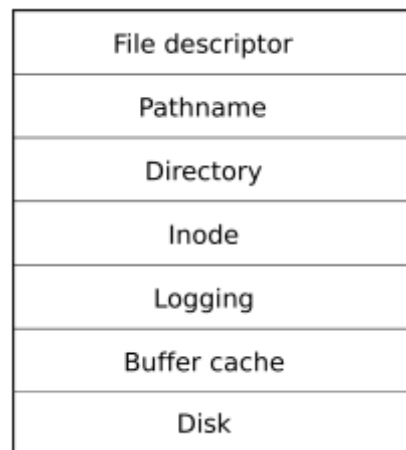 File descriptor
Pathname
Directory
Inode
Logging
Buffer cache
Disk